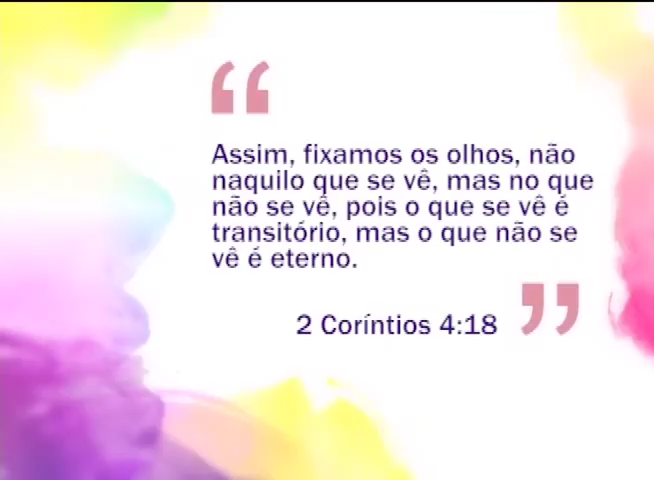 “
Assim, fixamos os olhos, não
naquilo que se vê, mas no que
não se vê, pois o que se vê é
transitório, mas o que não se
vê é eterno.
2 Coríntios 4:18 ”